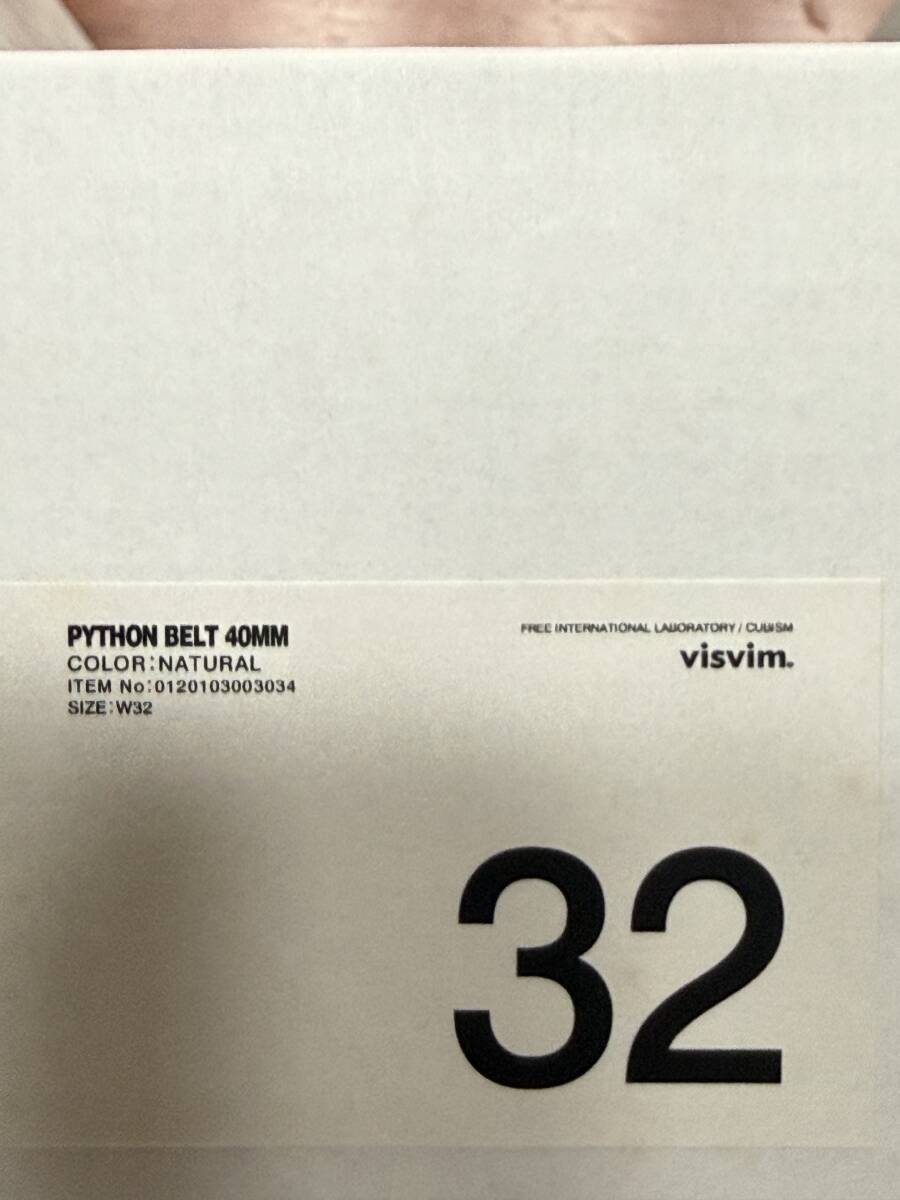 PYTHON BELT 40MM
COLOR:NATURAL
ITEM No:0120103003034
SIZE:W32
FREE INTERNATIONAL LABORATORY / CUBISM
visvim.
32